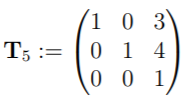 T₅ := ( 1 0 3
0 1 4
0 0 1 )